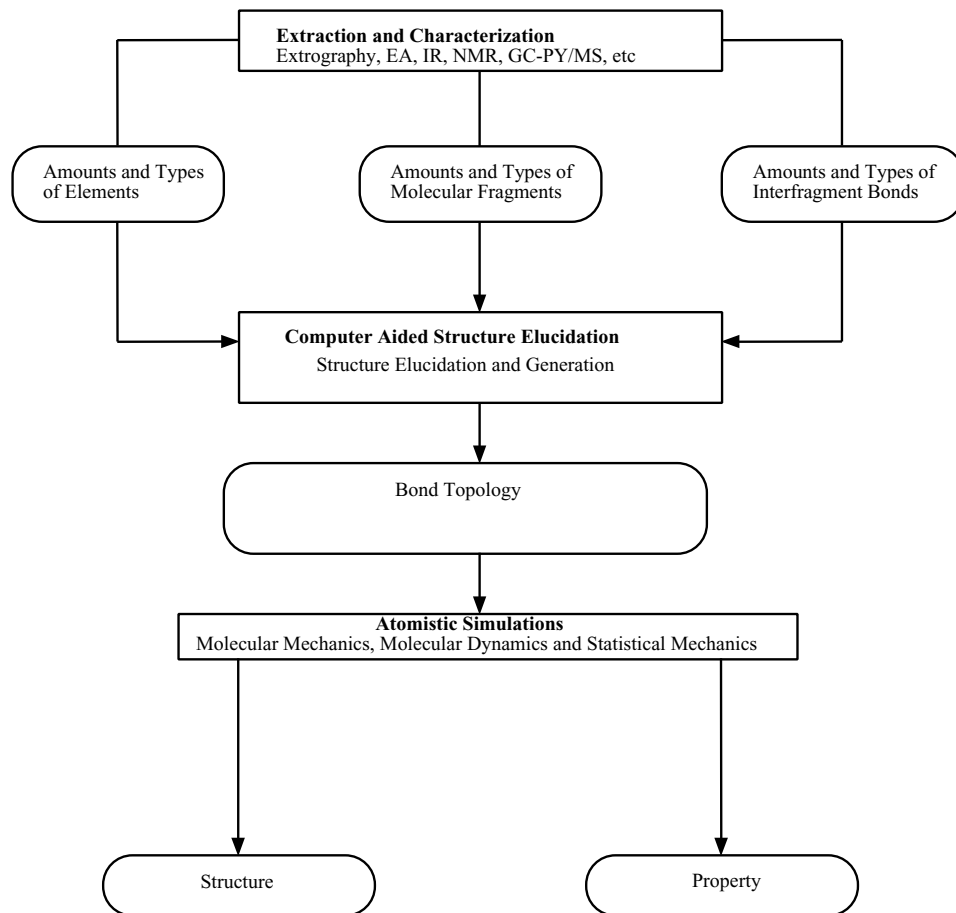 Extraction and Characterization
Extrography, EA, IR, NMR, GC-PY/MS, etc
Amounts and Types
of Elements
Amounts and Types of
Molecular Fragments
Amounts and Types of
Interfragment Bonds
Computer Aided Structure Elucidation
Structure Elucidation and Generation
Bond Topology
Atomistic Simulations
Molecular Mechanics, Molecular Dynamics and Statistical Mechanics
Structure
Property